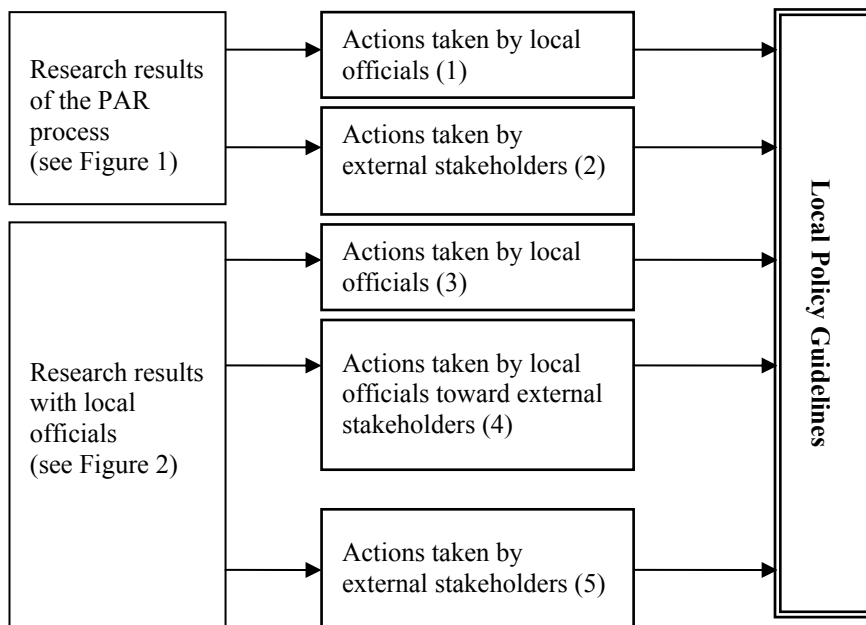 Research results
of the PAR
process
(see Figure 1)
Actions taken by local
officials (1)
Actions taken by
external stakeholders (2)
Research results
with local
officials
(see Figure 2)
Actions taken by local
officials (3)
Actions taken by local
officials toward external
stakeholders (4)
Actions taken by
external stakeholders (5)
Local Policy Guidelines